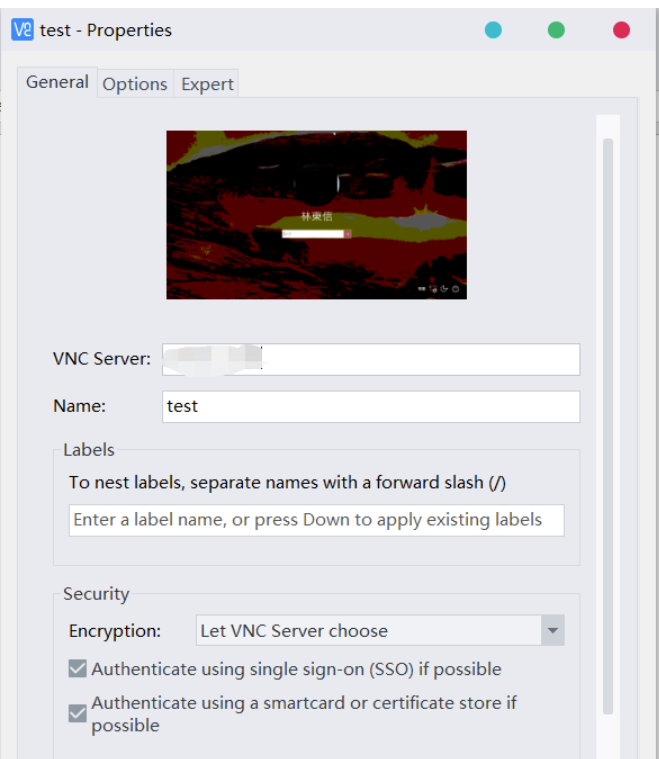 test - Properties
General Options Expert
林東信
VNC Server:
Name: test
Labels
To nest labels, separate names with a forward slash (/)
Enter a label name, or press Down to apply existing labels
Security
Encryption: Let VNC Server choose
Authenticate using single sign-on (SSO) if possible
Authenticate using a smartcard or certificate store if
possible